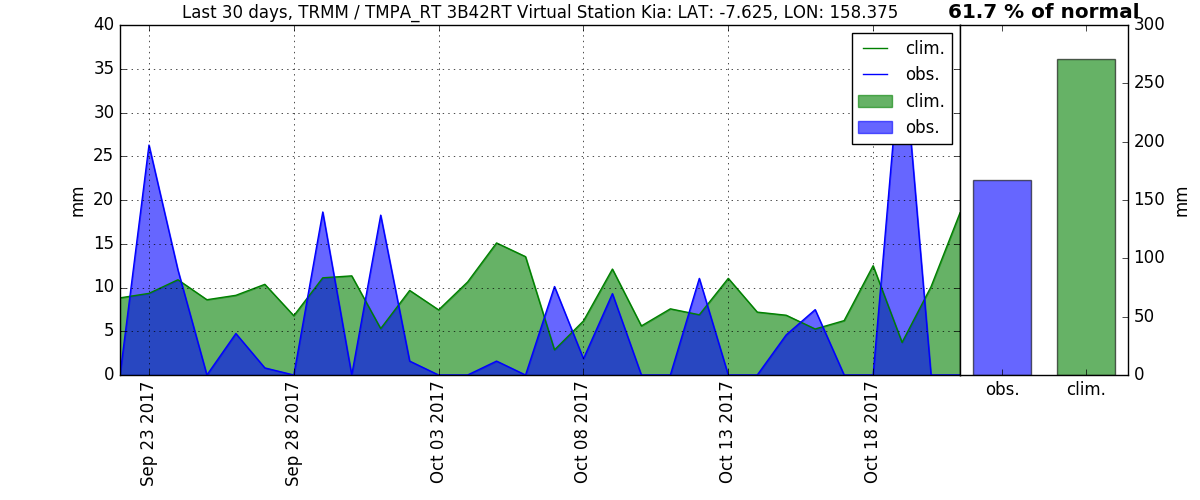 Last 30 days, TRMM / TMPA_RT 3B42RT Virtual Station Kia: LAT: -7.625, LON: 158.375
61.7 % of normal
mm
40
35
30
25
20
15
10
5
0
clim.
obs.
clim.
obs.
Sep 23 2017
Sep 28 2017
Oct 03 2017
Oct 08 2017
Oct 13 2017
Oct 18 2017
300
250
200
150
100
50
0
mm
obs.
clim.